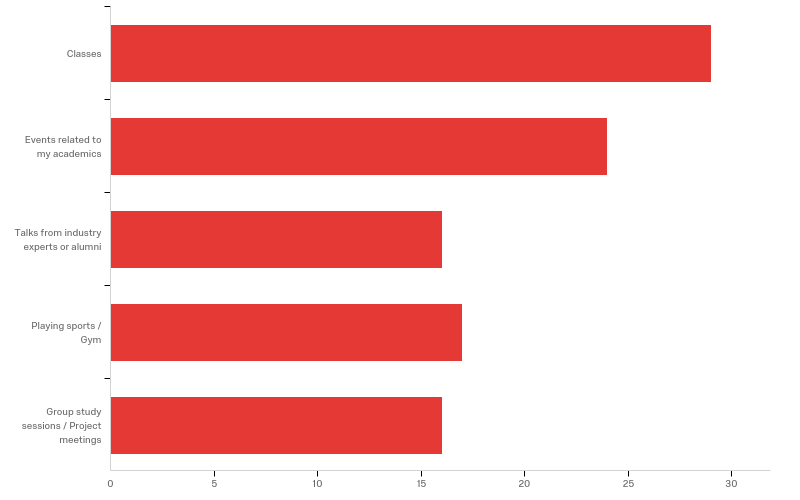 Classes
Events related to
my academics
Talks from industry
experts or alumni
Playing sports /
Gym
Group study
sessions / Project
meetings
0 5 10 15 20 25 30